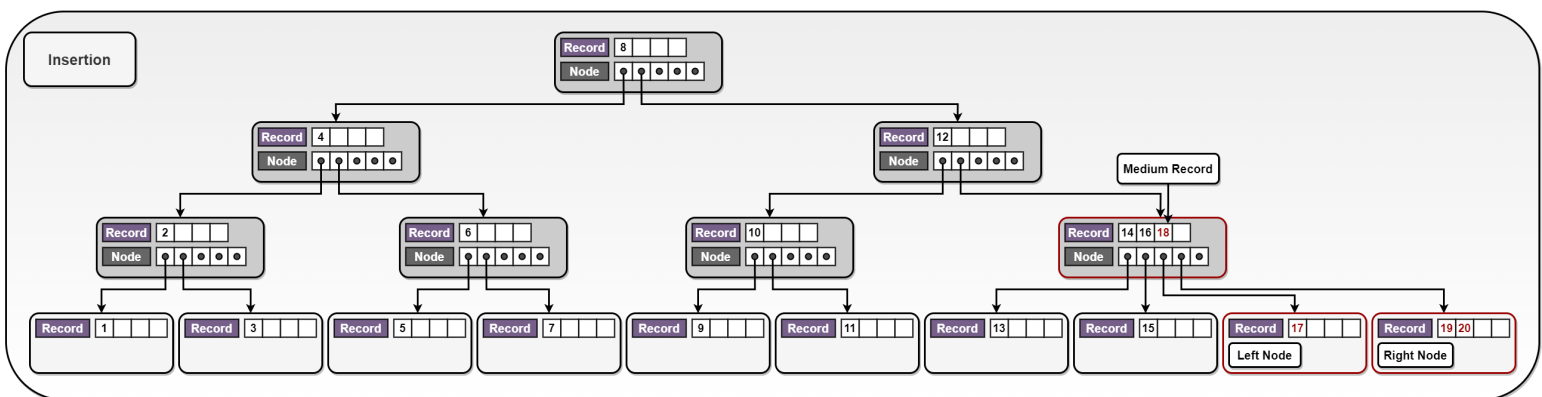 Insertion
Record 8
Node
Record 4
Node
Record 12
Node
Medium Record
Record 2
Node
Record 6
Node
Record 10
Node
Record 14 16 18
Node
Record 1
Record 3
Record 5
Record 7
Record 9
Record 11
Record 13
Record 15
Record 17
Left Node
Record 19 20
Right Node